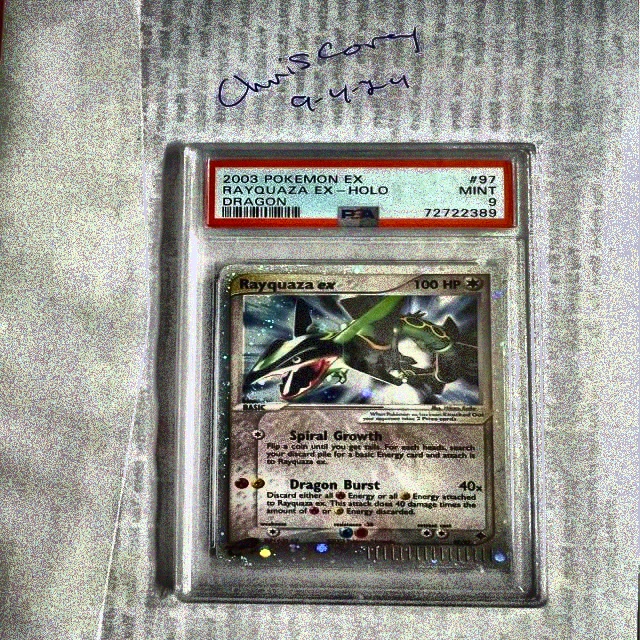 Chris Corey
9-4-24
2003 POKEMON EX #97
RAYQUAZA EX-HOLO MINT
DRAGON 9
PSA 72722389
Rayquaza ex 100 HP
BASIC
Spiral Growth
Flip a coin until you get tails. For each heads, search
your discard pile for a basic Energy card and attach it
to Rayquaza ex.
Dragon Burst 40x
Discard either all Energy or all Energy attached
to Rayquaza ex. This attack does 40 damage times the
amount of or Energy discarded.